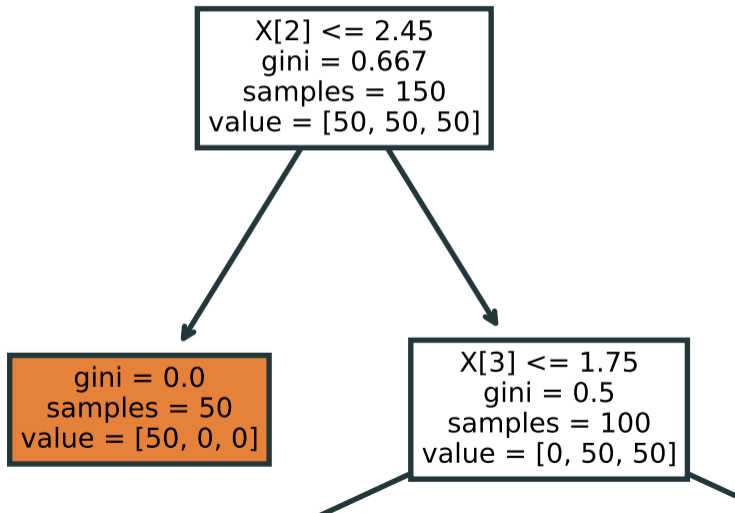 X[2] <= 2.45
gini = 0.667
samples = 150
value = [50, 50, 50]
gini = 0.0
samples = 50
value = [50, 0, 0]
X[3] <= 1.75
gini = 0.5
samples = 100
value = [0, 50, 50]